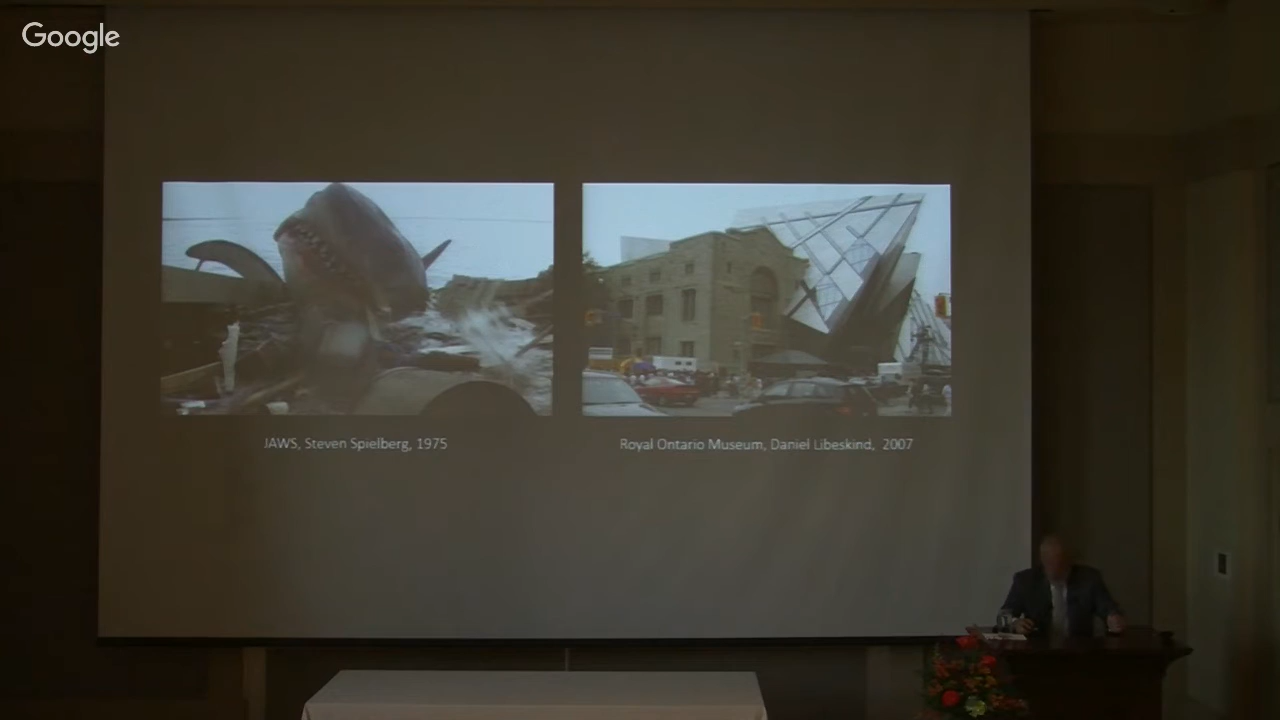 Google
JAWS, Steven Spielberg, 1975
Royal Ontario Museum, Daniel Libeskind, 2007